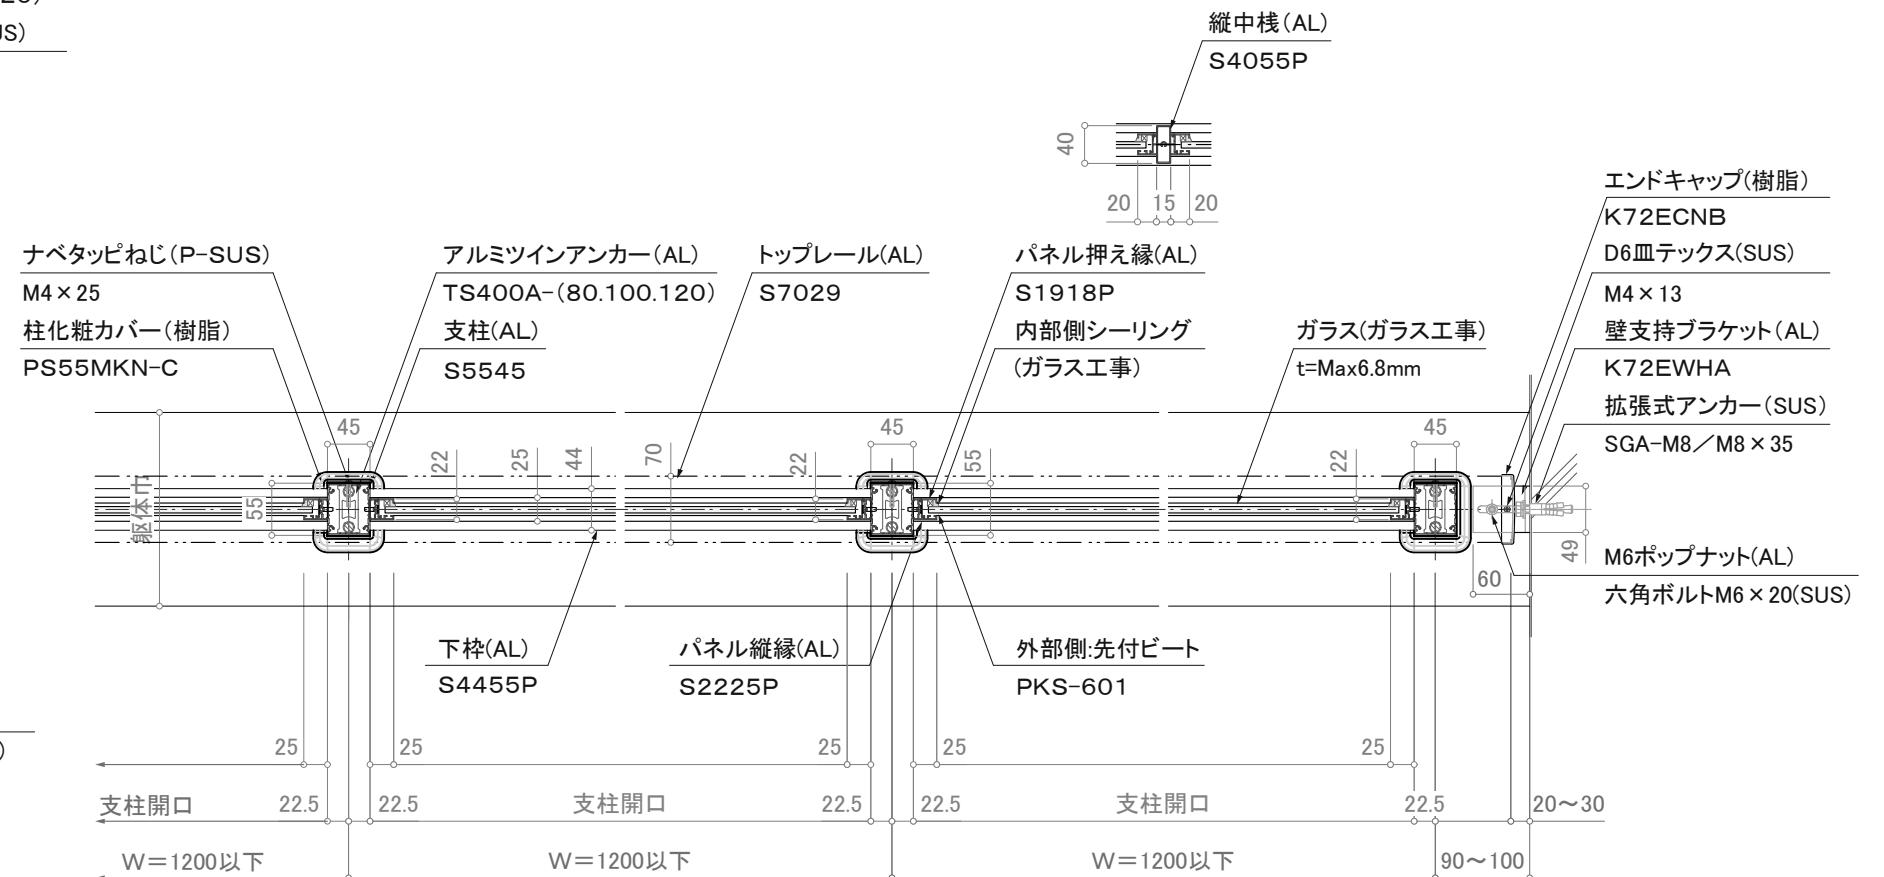 縦中桟(AL)
S4055P
40
20 15 20
エンドキャップ(樹脂)
K72ECNB
D6皿テックス(SUS)
M4×13
壁支持ブラケット(AL)
K72EWHA
拡張式アンカー(SUS)
SGA-M8／M8×35
ナベタッピねじ(P-SUS)
M4×25
柱化粧カバー(樹脂)
PS55MKN-C
アルミツインアンカー(AL)
TS400A-(80.100.120)
支柱(AL)
S5545
トップレール(AL)
S7029
パネル押え縁(AL)
S1918P
内部側シーリング
(ガラス工事)
ガラス(ガラス工事)
t=Max6.8mm
45 45 45
22 25 44 70 22 55 22
躯体巾 55
49
60
M6ポップナット(AL)
六角ボルトM6×20(SUS)
下枠(AL)
S4455P
パネル縦縁(AL)
S2225P
外部側:先付ビート
PKS-601
25 25 25 25 25
支柱開口 22.5 22.5 支柱開口 22.5 22.5 支柱開口 22.5 20～30
W＝1200以下 W＝1200以下 W＝1200以下 90～100